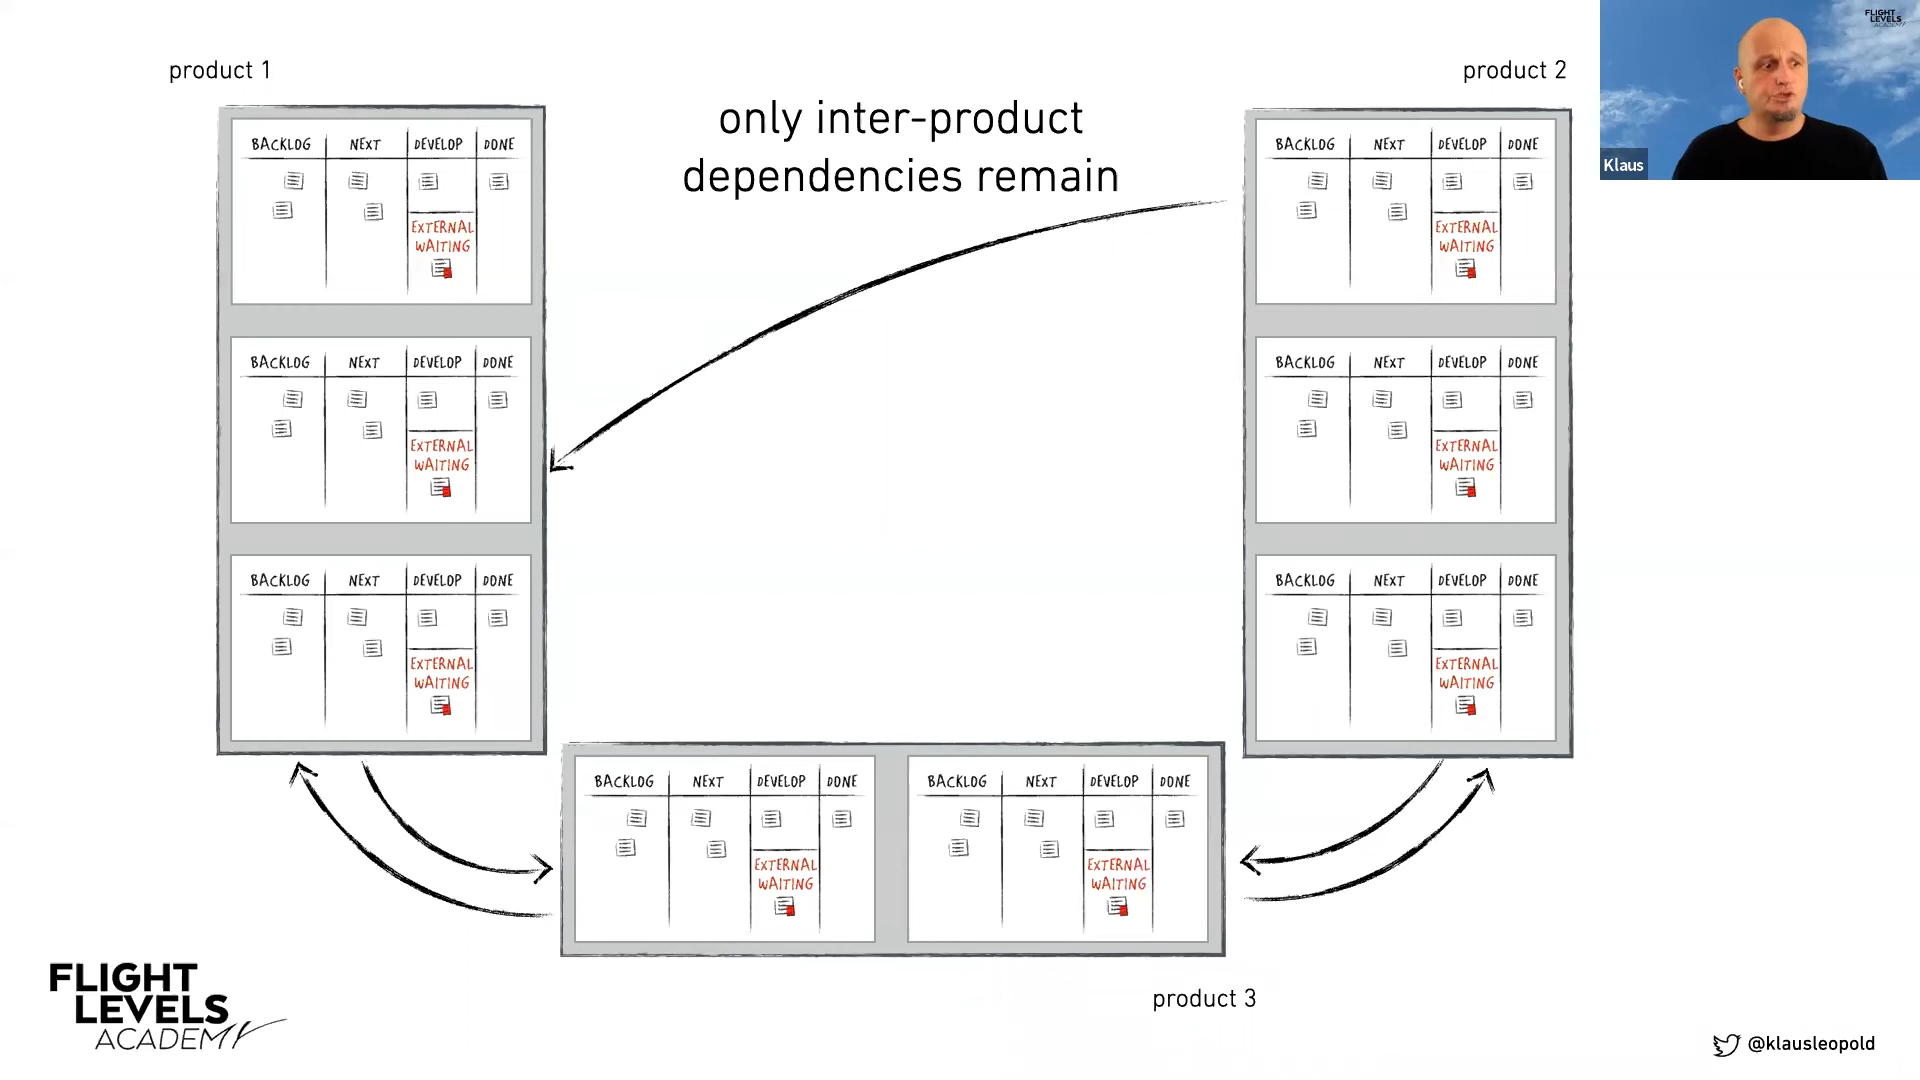 product 1
only inter-product
dependencies remain
product 2
FLIGHT
LEVELS
ACADEMY
Klaus
BACKLOG NEXT DEVELOP DONE
EXTERNAL
WAITING
BACKLOG NEXT DEVELOP DONE
EXTERNAL
WAITING
BACKLOG NEXT DEVELOP DONE
EXTERNAL
WAITING
BACKLOG NEXT DEVELOP DONE
EXTERNAL
WAITING
BACKLOG NEXT DEVELOP DONE
EXTERNAL
WAITING
BACKLOG NEXT DEVELOP DONE
EXTERNAL
WAITING
BACKLOG NEXT DEVELOP DONE
EXTERNAL
WAITING
BACKLOG NEXT DEVELOP DONE
EXTERNAL
WAITING
product 3
FLIGHT
LEVELS
ACADEMY
@klausleopold